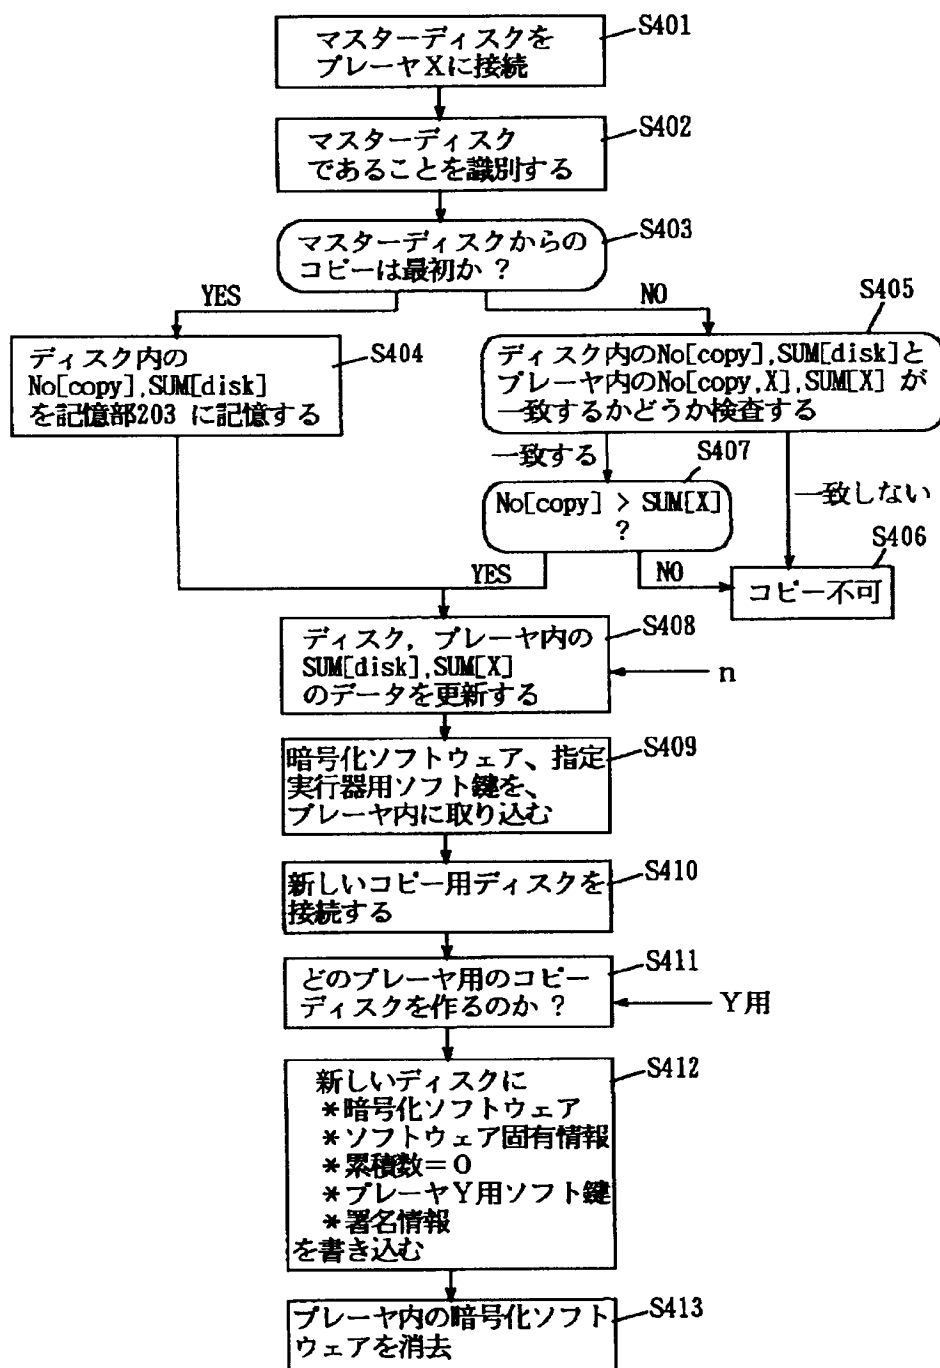 マスターディスクを
プレーヤＸに接続
S401
マスターディスク
であることを識別する
S402
マスターディスクからの
コピーは最初か？
S403
YES
NO
ディスク内の
No[copy],SUM[disk]
を記憶部203 に記憶する
S404
ディスク内のNo[copy],SUM[disk]と
プレーヤ内のNo[copy,X],SUM[X] が
一致するかどうか検査する
S405
一致する
S407
一致しない
No[copy] > SUM[X]
？
S406
YES
NO
コピー不可
ディスク，プレーヤ内の
SUM[disk],SUM[X]
のデータを更新する
S408
n
暗号化ソフトウェア、指定
実行器用ソフト鍵を、
プレーヤ内に取り込む
S409
新しいコピー用ディスクを
接続する
S410
どのプレーヤ用のコピー
ディスクを作るのか？
S411
Ｙ用
新しいディスクに
＊暗号化ソフトウェア
＊ソフトウェア固有情報
＊累積数＝０
＊プレーヤＹ用ソフト鍵
＊署名情報
を書き込む
S412
プレーヤ内の暗号化ソフト
ウェアを消去
S413